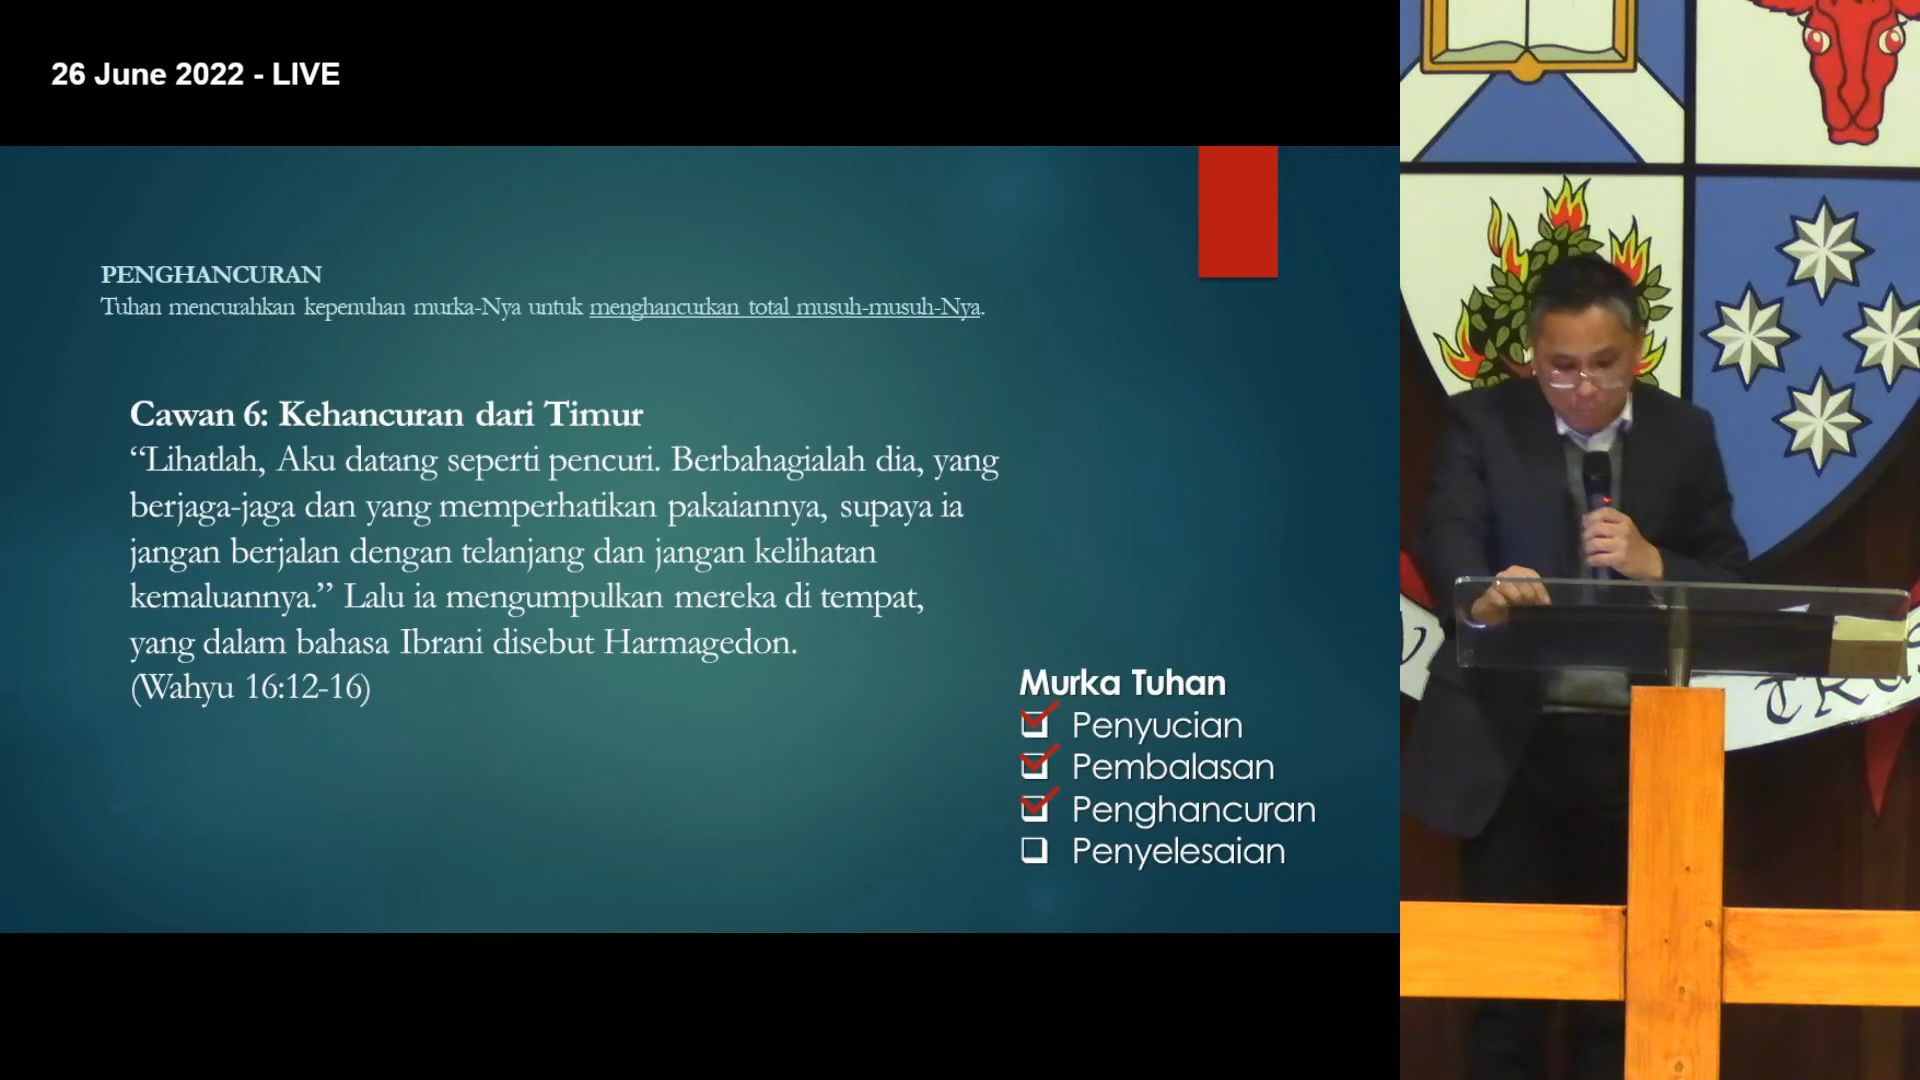 26 June 2022 - LIVE
PENGHANCURAN
Tuhan mencurahkan kepenuhan murka-Nya untuk menghancurkan total musuh-musuh-Nya.
Cawan 6: Kehancuran dari Timur
“Lihatlah, Aku datang seperti pencuri. Berbahagialah dia, yang
berjaga-jaga dan yang memperhatikan pakaiannya, supaya ia
jangan berjalan dengan telanjang dan jangan kelihatan
kemaluannya.” Lalu ia mengumpulkan mereka di tempat,
yang dalam bahasa Ibrani disebut Harmagedon.
(Wahyu 16:12-16)
Murka Tuhan
Penyucian
Pembalasan
Penghancuran
Penyelesaian